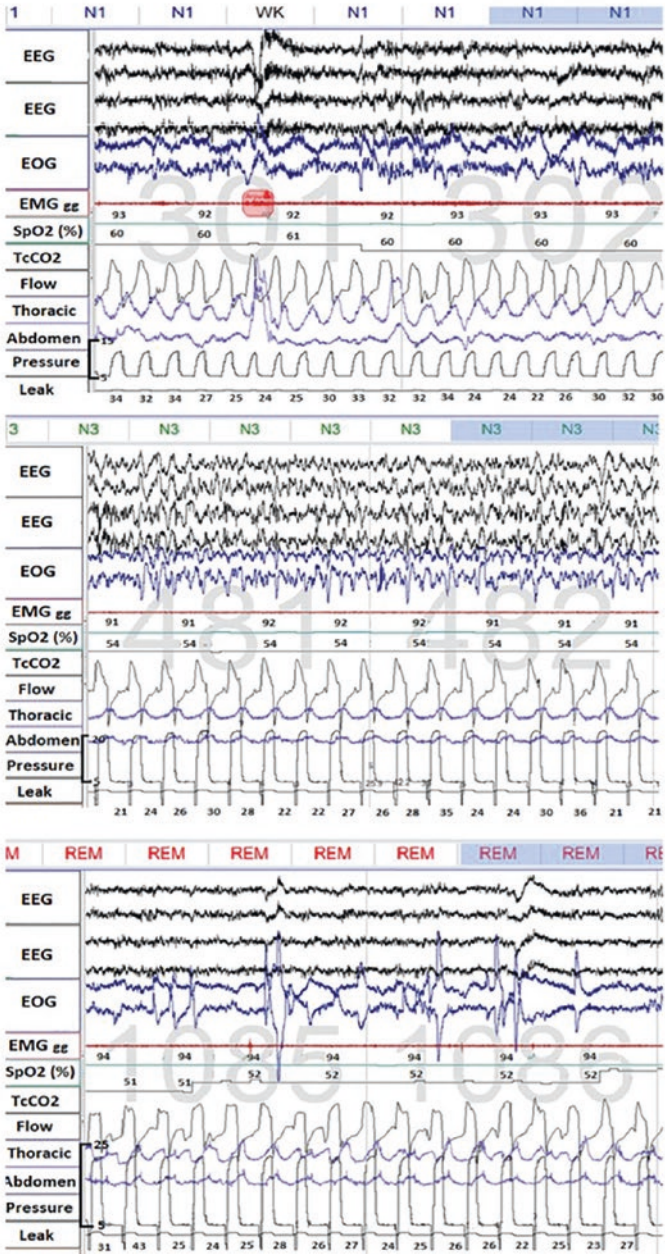 1 N1 N1 WK N1 N1 N1 N1
EEG
EEG
EOG
301 302
EMG gg
93 92 92 92 93 93 93
SpO2 (%)
60 60 61 60 60 60 60
TcCO2
Flow
Thoracic
Abdomen
15
Pressure
5
Leak
34 32 34 27 25 24 25 33 32 34 24 24 22 26 30 32 30
3 N3 N3 N3 N3 N3 N3 N3
EEG
EEG
EOG
481 482
EMG gg
91 91 92 92 92 91 91 91
SpO2 (%)
54 54 54 54 54 54 54 54
TcCO2
Flow
Thoracic
Abdomen
20
Pressure
5
Leak
21 24 26 30 28 22 22 27 26 28 35 24 24 30 36 21 21
M REM REM REM REM REM REM REM RE
EEG
EEG
EOG
1085 1086
EMG gg
94 94 94 94 94 94 94
SpO2 (%)
51 51 52 52 52 52 52
TcCO2
Flow
Thoracic
25
Abdomen
Pressure
5
Leak
31 43 25 24 25 28 26 27 24 25 26 26 22 25 23 27